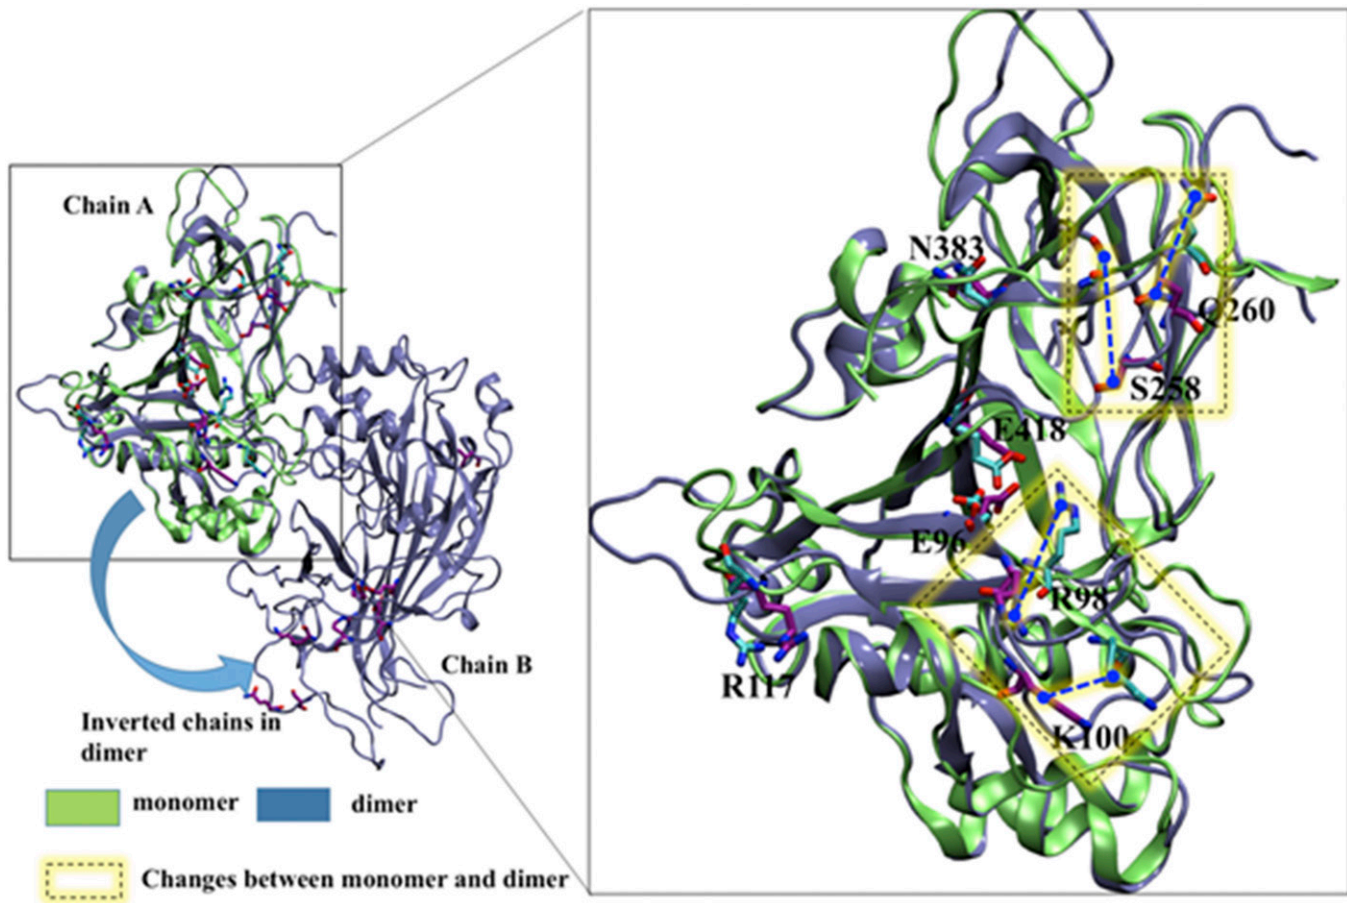 Chain A
N383
Q260
S258
E418
E96
R98
R117
K100
Chain B
Inverted chains in
dimer
monomer
dimer
Changes between monomer and dimer